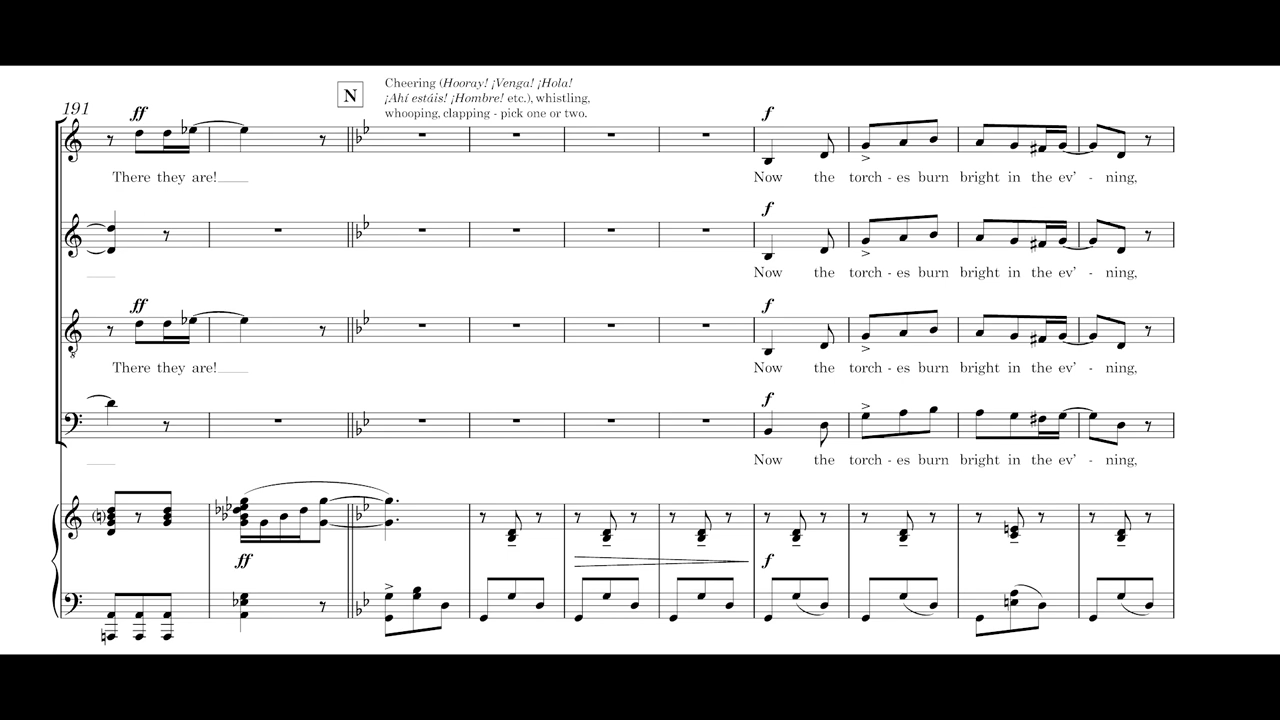 191
ff
N
Cheering (Hooray! ¡Venga! ¡Hola!
¡Ahí estáis! ¡Hombre! etc.), whistling,
whooping, clapping - pick one or two.
f
There they are!
Now the torch - es burn bright in the ev' - ning,
f
Now the torch - es burn bright in the ev' - ning,
ff
f
There they are!
Now the torch - es burn bright in the ev' - ning,
f
Now the torch - es burn bright in the ev' - ning,
ff
f